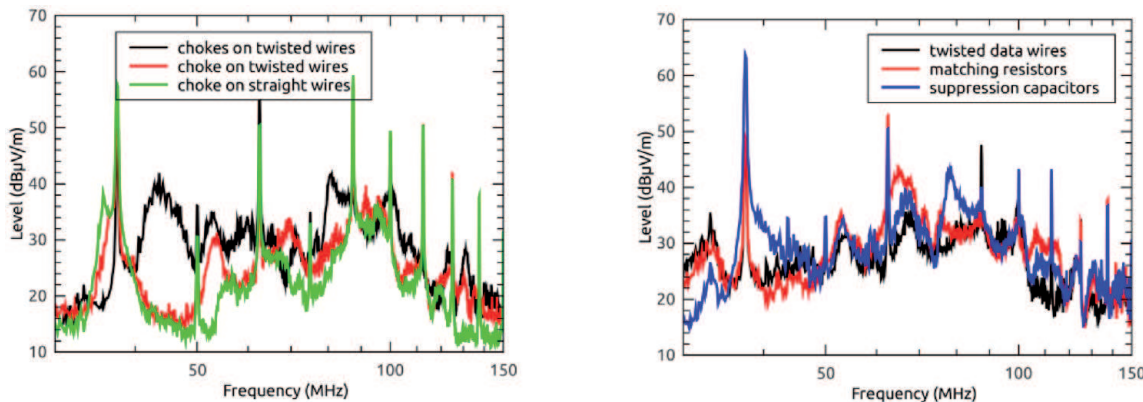 70
60
50
40
30
20
10
Level (dBµV/m)
chokes on twisted wires
choke on twisted wires
choke on straight wires
50
100
150
Frequency (MHz)
70
60
50
40
30
20
10
Level (dBµV/m)
twisted data wires
matching resistors
suppression capacitors
50
100
150
Frequency (MHz)